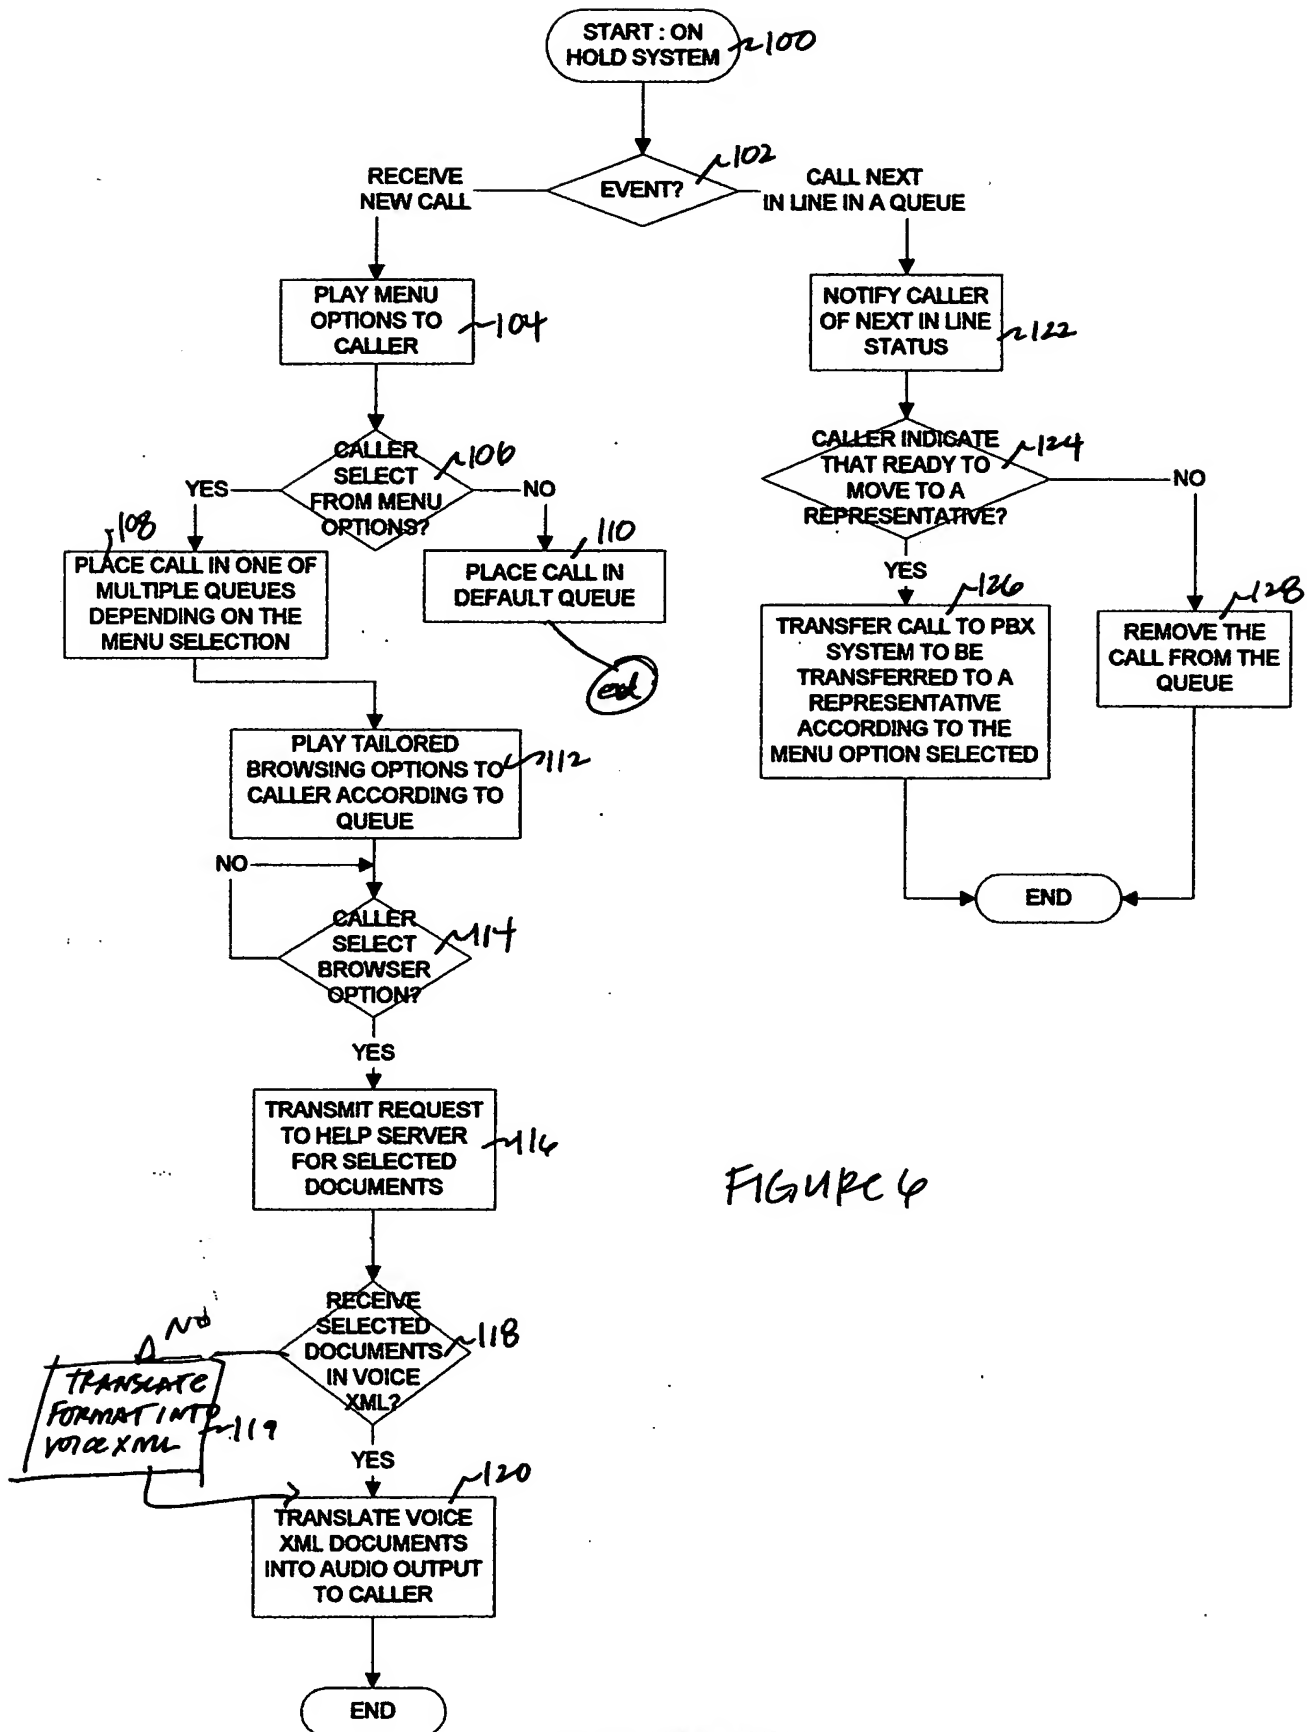 START : ON
HOLD SYSTEM
100
EVENT?
102
RECEIVE
NEW CALL
CALL NEXT
IN LINE IN A QUEUE
PLAY MENU
OPTIONS TO
CALLER
104
NOTIFY CALLER
OF NEXT IN LINE
STATUS
122
CALLER
SELECT
FROM MENU
OPTIONS?
106
YES
NO
CALLER INDICATE
THAT READY TO
MOVE TO A
REPRESENTATIVE?
124
NO
YES
108
PLACE CALL IN ONE OF
MULTIPLE QUEUES
DEPENDING ON THE
MENU SELECTION
110
PLACE CALL IN
DEFAULT QUEUE
end
126
TRANSFER CALL TO PBX
SYSTEM TO BE
TRANSFERRED TO A
REPRESENTATIVE
ACCORDING TO THE
MENU OPTION SELECTED
128
REMOVE THE
CALL FROM THE
QUEUE
END
PLAY TAILORED
BROWSING OPTIONS TO
CALLER ACCORDING TO
QUEUE
112
NO
CALLER
SELECT
BROWSER
OPTION?
114
YES
TRANSMIT REQUEST
TO HELP SERVER
FOR SELECTED
DOCUMENTS
116
FIGURE 6
RECEIVE
SELECTED
DOCUMENTS
IN VOICE
XML?
118
No
TRANSLATE
FORMAT INTO
VOICE XML
119
YES
120
TRANSLATE VOICE
XML DOCUMENTS
INTO AUDIO OUTPUT
TO CALLER
END